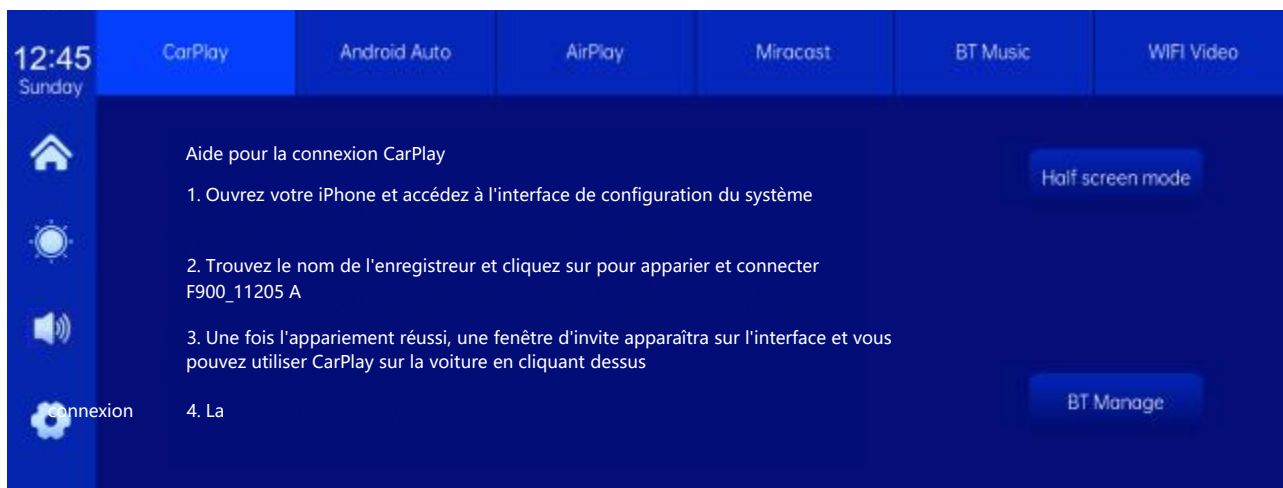 12:45
Sunday
CarPlay
Android Auto
AirPlay
Miracast
BT Music
WIFI Video
Aide pour la connexion CarPlay
1. Ouvrez votre iPhone et accédez à l'interface de configuration du système
Half screen mode
2. Trouvez le nom de l'enregistreur et cliquez sur pour apparier et connecter
F900_11205 A
3. Une fois l'appariement réussi, une fenêtre d'invite apparaîtra sur l'interface et vous
pouvez utiliser CarPlay sur la voiture en cliquant dessus
BT Manage
connexion 4. La